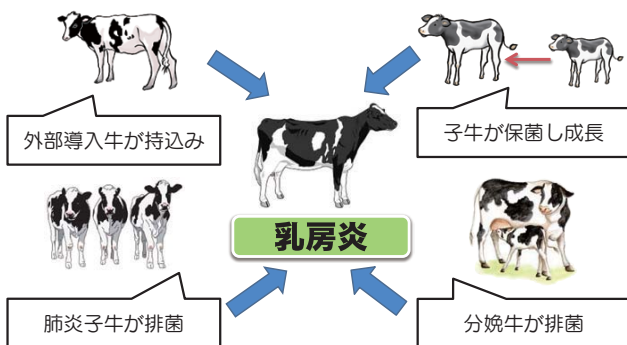 外部導入牛が持込み
子牛が保菌し成長
乳房炎
肺炎子牛が排菌
分娩牛が排菌